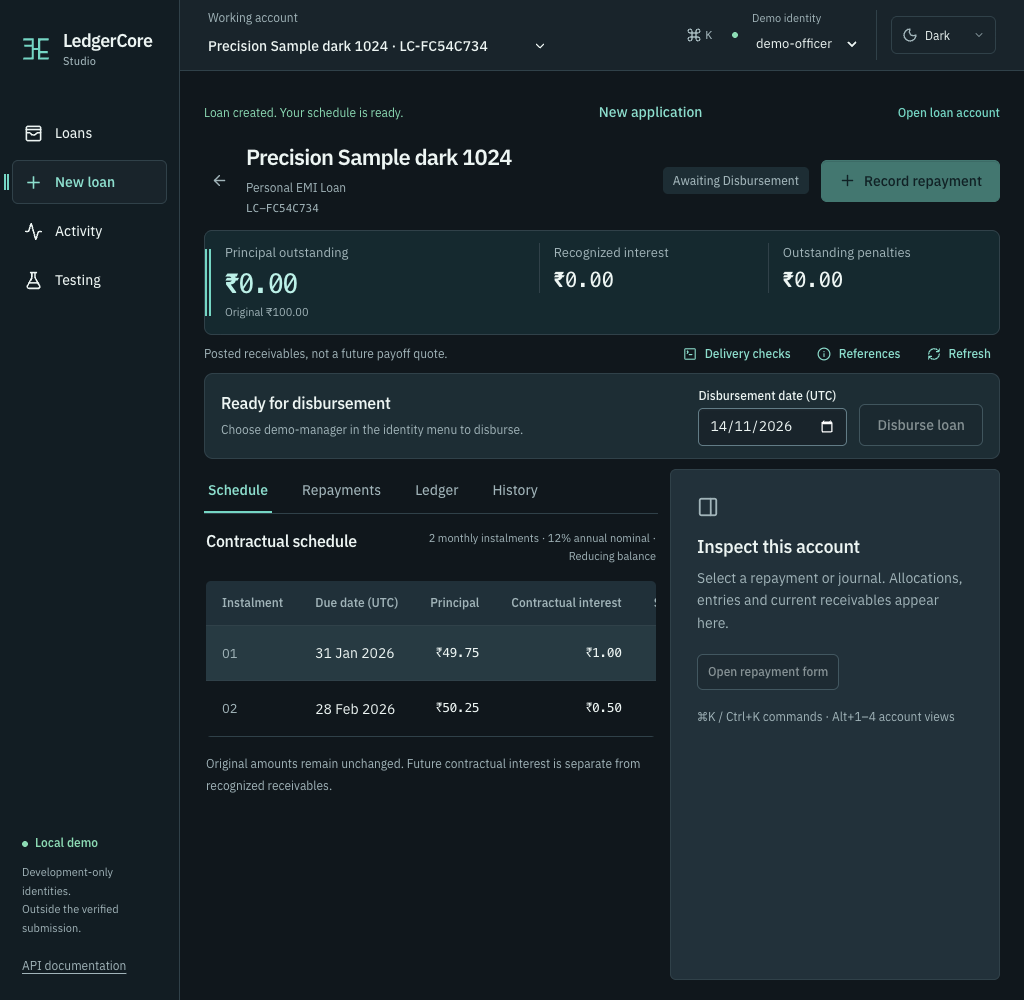 LedgerCore
Studio
Loans
New loan
Activity
Testing
Local demo
Development-only
identities.
Outside the verified
submission.
API documentation
Working account
Precision Sample dark 1024 · LC-FC54C734
⌘ K
Demo identity
demo-officer
Dark
Loan created. Your schedule is ready.
New application
Open loan account
Precision Sample dark 1024
Personal EMI Loan
LC–FC54C734
Awaiting Disbursement
Record repayment
Principal outstanding
₹0.00
Original ₹100.00
Recognized interest
₹0.00
Outstanding penalties
₹0.00
Posted receivables, not a future payoff quote.
Delivery checks
References
Refresh
Ready for disbursement
Choose demo-manager in the identity menu to disburse.
Disbursement date (UTC)
14/11/2026
Disburse loan
Schedule Repayments Ledger History
Contractual schedule
2 monthly instalments · 12% annual nominal ·
Reducing balance
Instalment Due date (UTC) Principal Contractual interest
01 31 Jan 2026 ₹49.75 ₹1.00
02 28 Feb 2026 ₹50.25 ₹0.50
Original amounts remain unchanged. Future contractual interest is separate from
recognized receivables.
Inspect this account
Select a repayment or journal. Allocations,
entries and current receivables appear
here.
Open repayment form
⌘K / Ctrl+K commands · Alt+1–4 account views